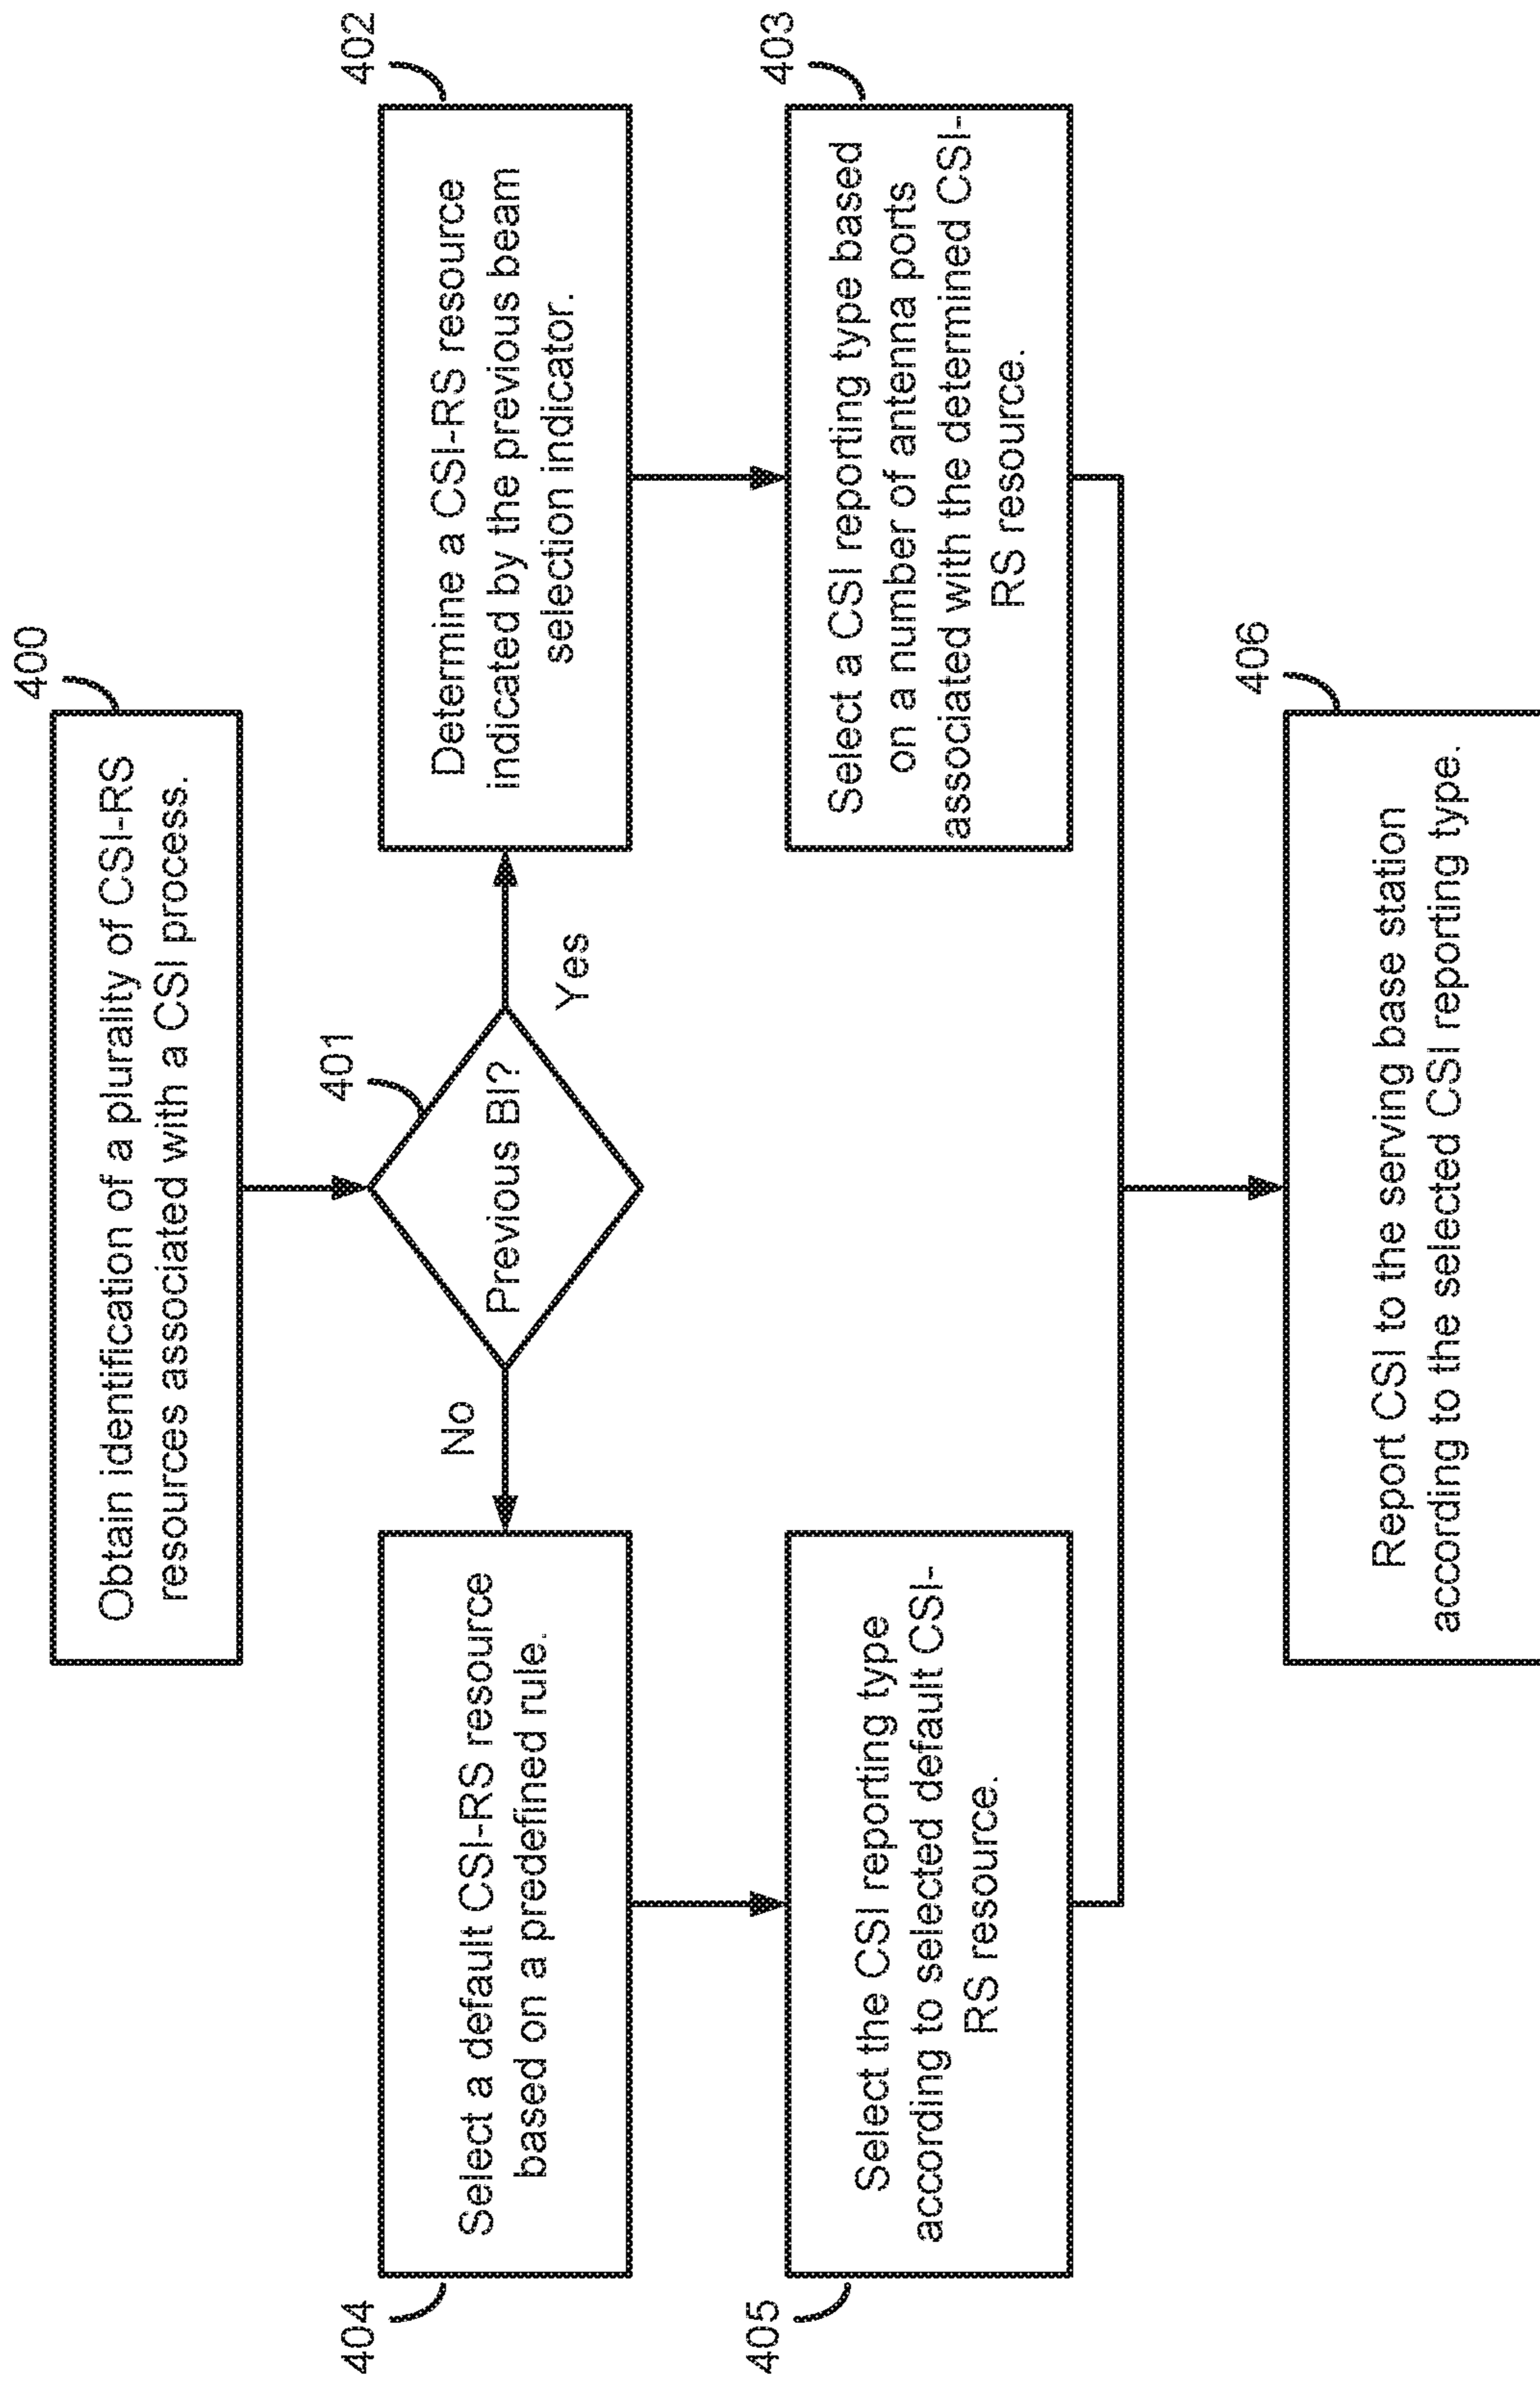 400
Obtain identification of a plurality of CSI-RS
resources associated with a CSI process.
401
Previous BI?
No
Yes
402
Determine a CSI-RS resource
indicated by the previous beam
selection indicator.
403
Select a CSI reporting type based
on a number of antenna ports
associated with the determined CSI-
RS resource.
404
Select a default CSI-RS resource
based on a predefined rule.
405
Select the CSI reporting type
according to selected default CSI-
RS resource.
406
Report CSI to the serving base station
according to the selected CSI reporting type.